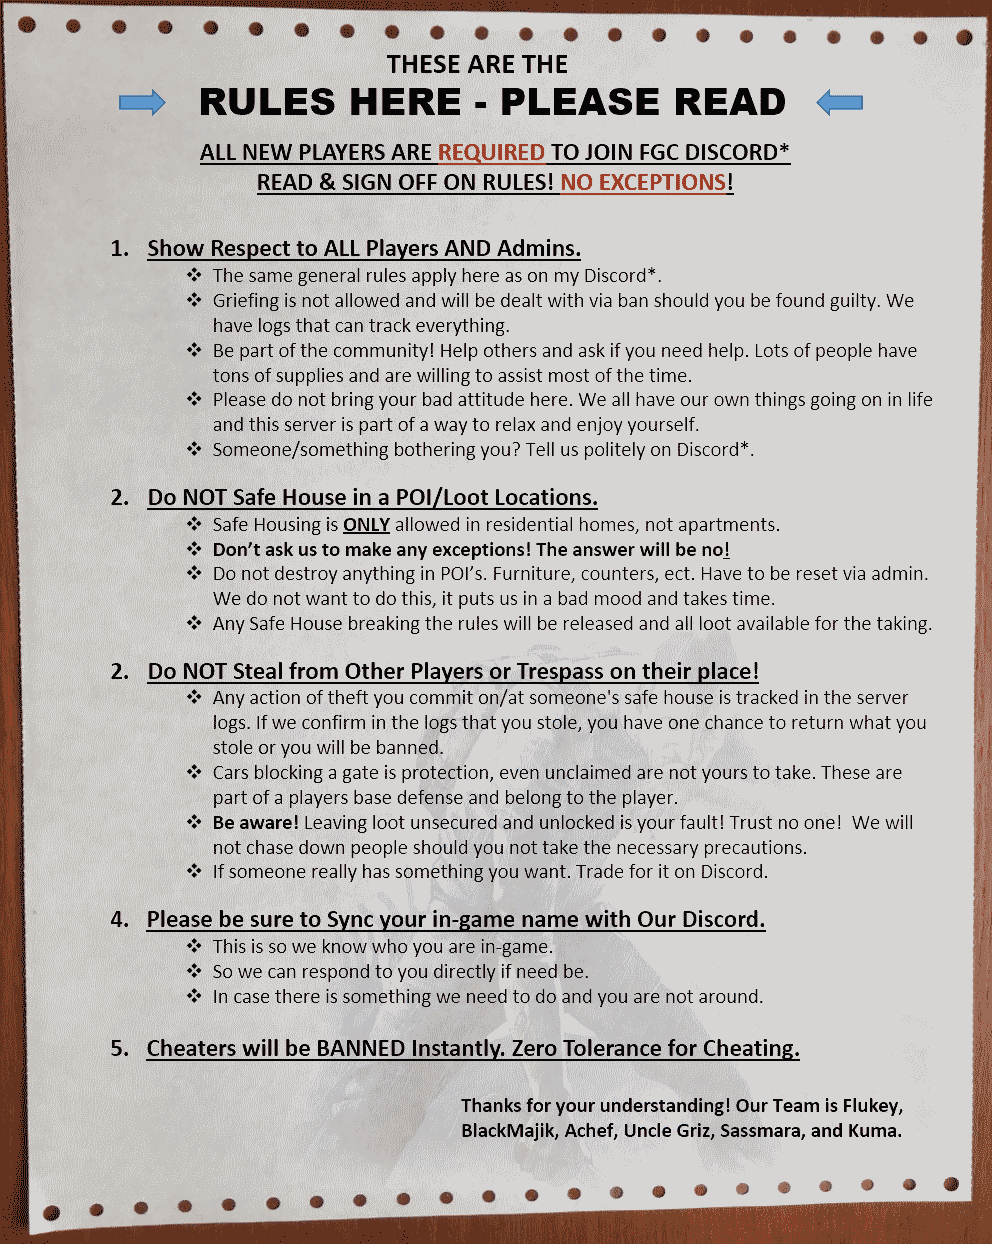 THESE ARE THE
RULES HERE - PLEASE READ
ALL NEW PLAYERS ARE REQUIRED TO JOIN FGC DISCORD*
READ & SIGN OFF ON RULES! NO EXCEPTIONS!
1. Show Respect to ALL Players AND Admins.
❖ The same general rules apply here as on my Discord*.
❖ Griefing is not allowed and will be dealt with via ban should you be found guilty. We
have logs that can track everything.
❖ Be part of the community! Help others and ask if you need help. Lots of people have
tons of supplies and are willing to assist most of the time.
❖ Please do not bring your bad attitude here. We all have our own things going on in life
and this server is part of a way to relax and enjoy yourself.
❖ Someone/something bothering you? Tell us politely on Discord*.
2. Do NOT Safe House in a POI/Loot Locations.
❖ Safe Housing is ONLY allowed in residential homes, not apartments.
❖ Don't ask us to make any exceptions! The answer will be no!
❖ Do not destroy anything in POI's. Furniture, counters, ect. Have to be reset via admin.
We do not want to do this, it puts us in a bad mood and takes time.
❖ Any Safe House breaking the rules will be released and all loot available for the taking.
2. Do NOT Steal from Other Players or Trespass on their place!
❖ Any action of theft you commit on/at someone's safe house is tracked in the server
logs. If we confirm in the logs that you stole, you have one chance to return what you
stole or you will be banned.
❖ Cars blocking a gate is protection, even unclaimed are not yours to take. These are
part of a players base defense and belong to the player.
❖ Be aware! Leaving loot unsecured and unlocked is your fault! Trust no one! We will
not chase down people should you not take the necessary precautions.
❖ If someone really has something you want. Trade for it on Discord.
4. Please be sure to Sync your in-game name with Our Discord.
❖ This is so we know who you are in-game.
❖ So we can respond to you directly if need be.
❖ In case there is something we need to do and you are not around.
5. Cheaters will be BANNED Instantly. Zero Tolerance for Cheating.
Thanks for your understanding! Our Team is Flukey,
BlackMajik, Achef, Uncle Griz, Sassmara, and Kuma.